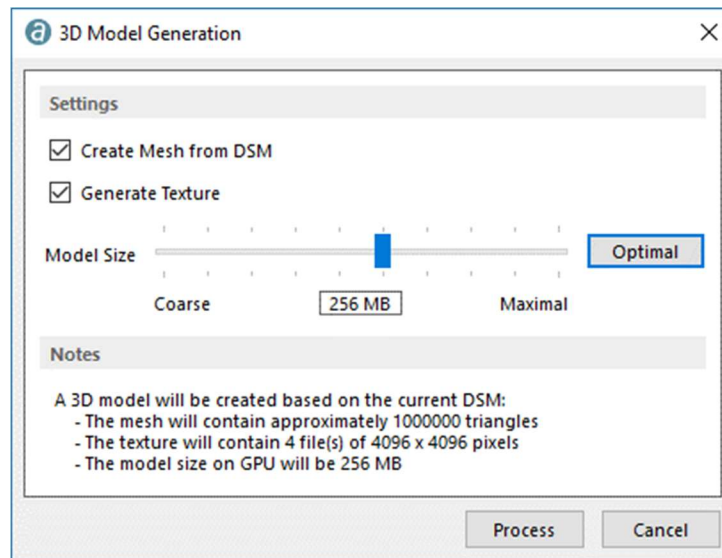 3D Model Generation
Settings
Create Mesh from DSM
Generate Texture
Model Size
Optimal
Coarse
256 MB
Maximal
Notes
A 3D model will be created based on the current DSM:
- The mesh will contain approximately 1000000 triangles
- The texture will contain 4 file(s) of 4096 x 4096 pixels
- The model size on GPU will be 256 MB
Process
Cancel